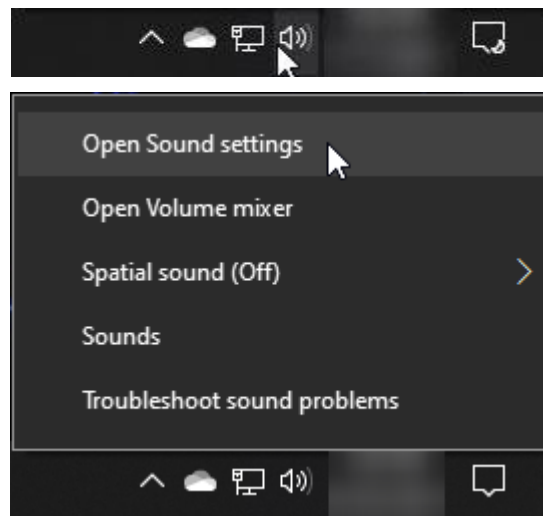 Open Sound settings
Open Volume mixer
Spatial sound (Off)
Sounds
Troubleshoot sound problems